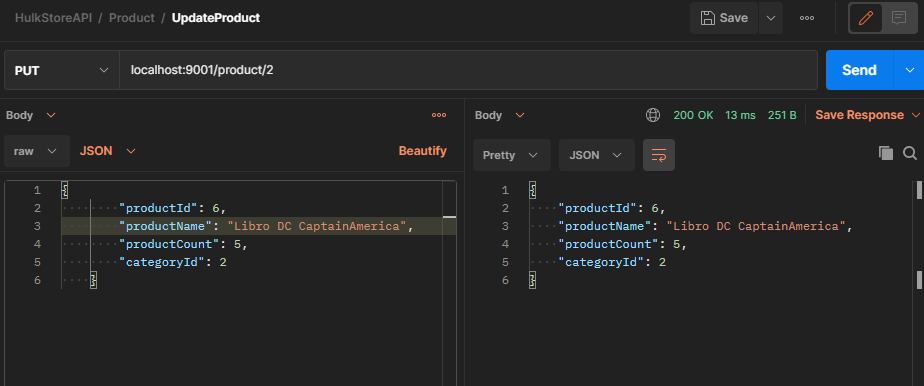 HulkStoreAPI / Product / UpdateProduct
Save
PUT
localhost:9001/product/2
Send
Body
raw
JSON
Beautify
1 {
2 "productId": 6,
3 "productName": "Libro DC CaptainAmerica",
4 "productCount": 5,
5 "categoryId": 2
6 }
Body
200 OK 13 ms 251 B Save Response
Pretty
JSON
1 {
2 "productId": 6,
3 "productName": "Libro DC CaptainAmerica",
4 "productCount": 5,
5 "categoryId": 2
6 }